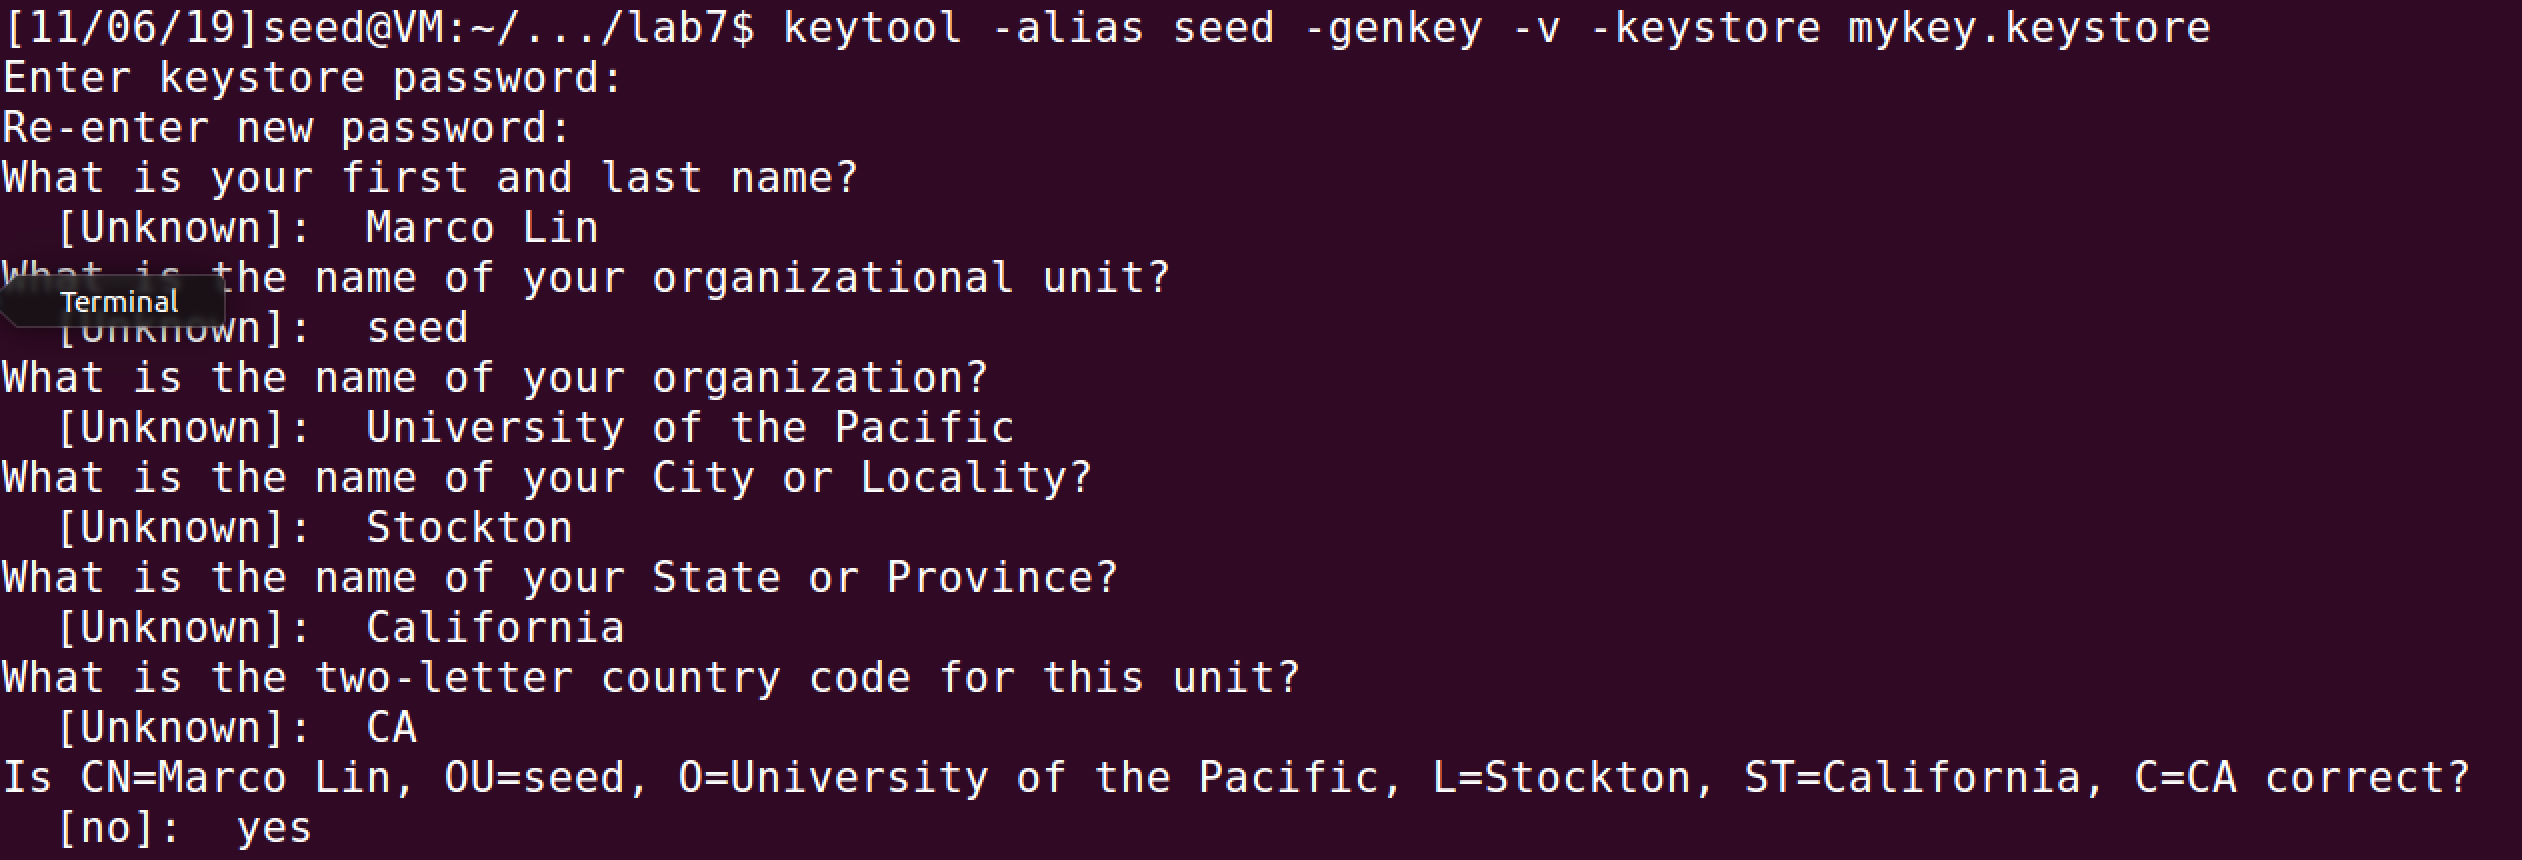 [11/06/19]seed@VM:~/.../lab7$ keytool -alias seed -genkey -v -keystore mykey.keystore
Enter keystore password:
Re-enter new password:
What is your first and last name?
  [Unknown]:  Marco Lin
What is the name of your organizational unit?
Terminal
  [Unknown]:  seed
What is the name of your organization?
  [Unknown]:  University of the Pacific
What is the name of your City or Locality?
  [Unknown]:  Stockton
What is the name of your State or Province?
  [Unknown]:  California
What is the two-letter country code for this unit?
  [Unknown]:  CA
Is CN=Marco Lin, OU=seed, O=University of the Pacific, L=Stockton, ST=California, C=CA correct?
  [no]:  yes